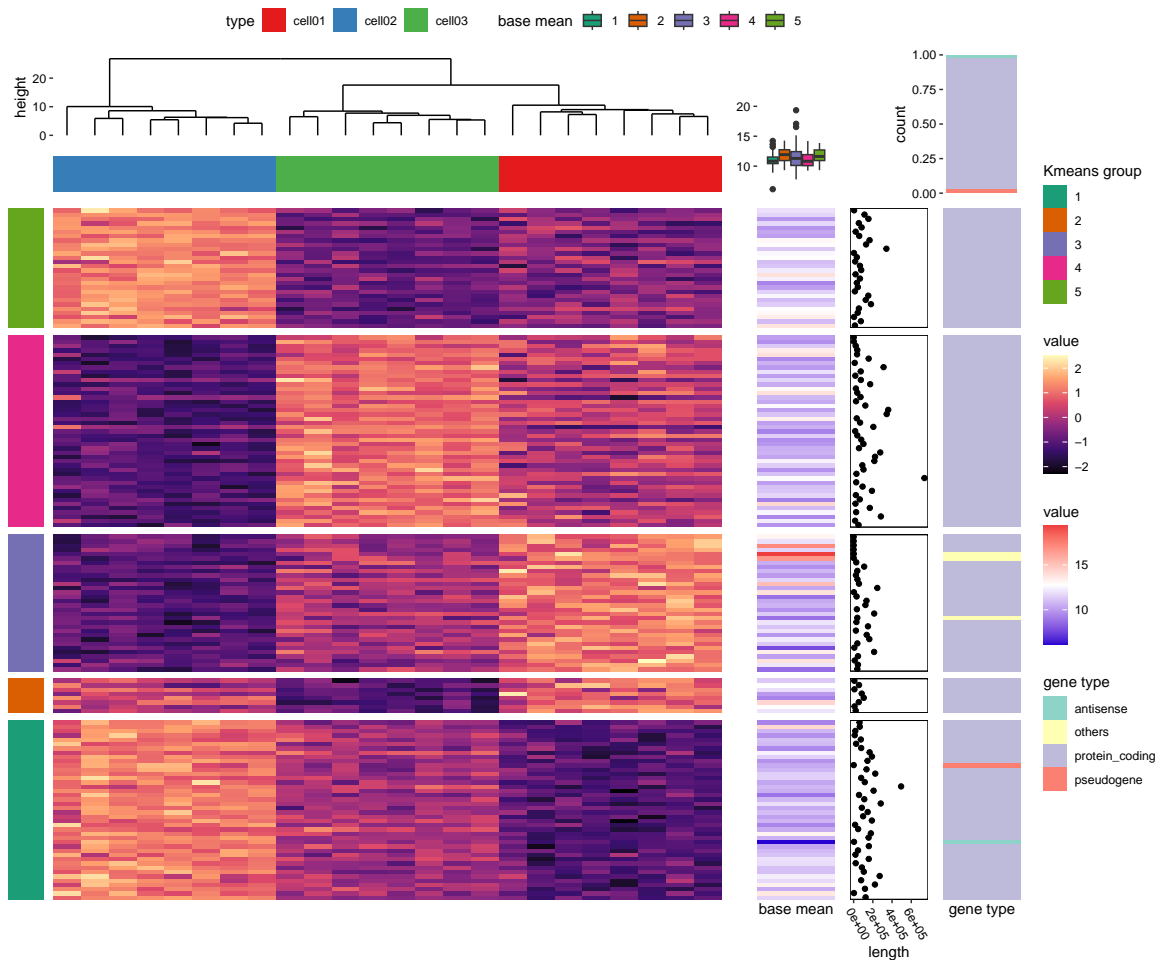 type cell01 cell02 cell03 base mean 1 2 3 4 5
height
20
10
0
20
15
10
count
1.00
0.75
0.50
0.25
0.00
Kmeans group
1
2
3
4
5
value
2
1
0
−1
−2
value
15
10
gene type
antisense
others
protein_coding
pseudogene
base mean
0e+00 2e+05 4e+05 6e+05
length
gene type